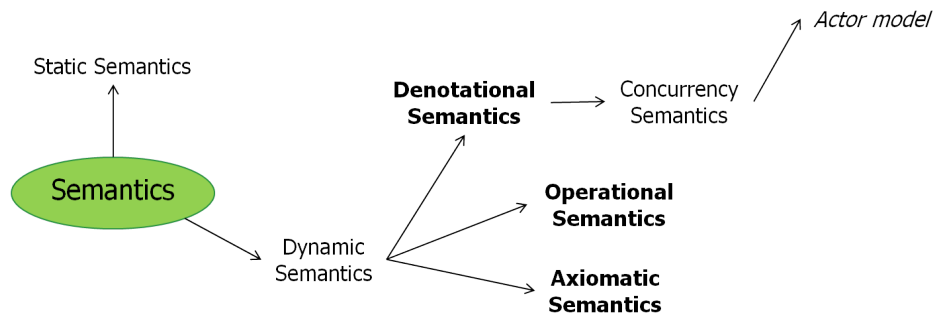 Actor model
Static Semantics
Denotational
Semantics
Concurrency
Semantics
Semantics
Operational
Semantics
Dynamic
Semantics
Axiomatic
Semantics